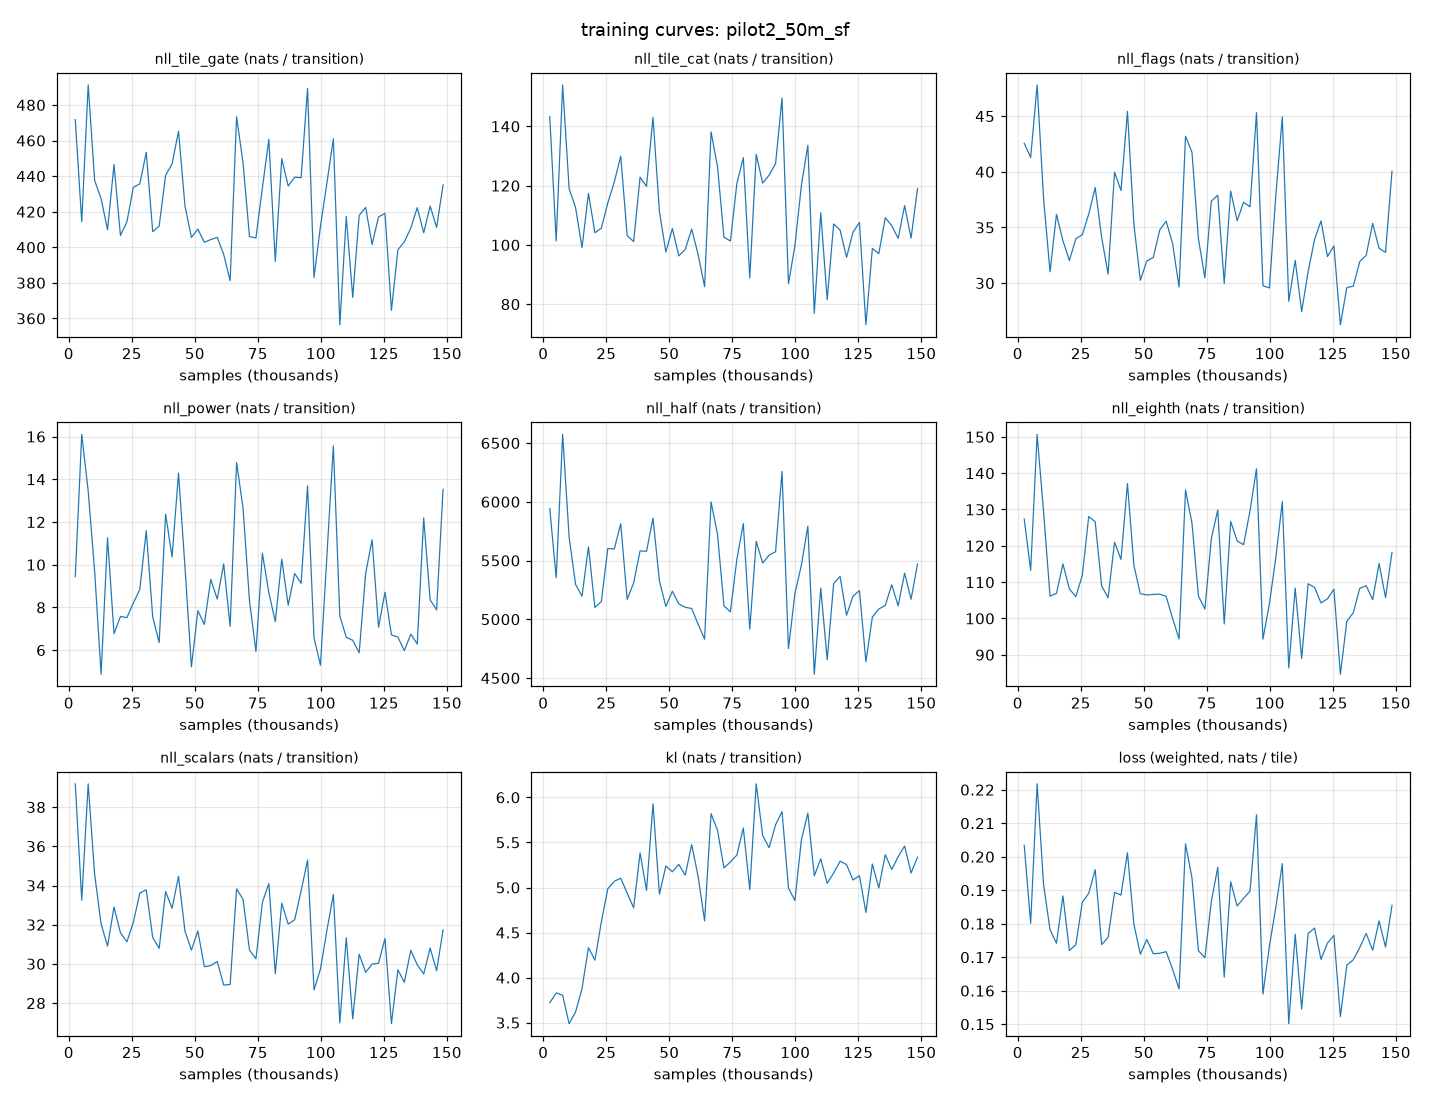 training curves: pilot2_50m_sf
nll_tile_gate (nats / transition)
nll_tile_cat (nats / transition)
nll_flags (nats / transition)
480
460
440
420
400
380
360
140
120
100
80
45
40
35
30
0 25 50 75 100 125 150
0 25 50 75 100 125 150
0 25 50 75 100 125 150
samples (thousands)
samples (thousands)
samples (thousands)
nll_power (nats / transition)
nll_half (nats / transition)
nll_eighth (nats / transition)
16
14
12
10
8
6
6500
6000
5500
5000
4500
150
140
130
120
110
100
90
0 25 50 75 100 125 150
0 25 50 75 100 125 150
0 25 50 75 100 125 150
samples (thousands)
samples (thousands)
samples (thousands)
nll_scalars (nats / transition)
kl (nats / transition)
loss (weighted, nats / tile)
38
36
34
32
30
28
6.0
5.5
5.0
4.5
4.0
3.5
0.22
0.21
0.20
0.19
0.18
0.17
0.16
0.15
0 25 50 75 100 125 150
0 25 50 75 100 125 150
0 25 50 75 100 125 150
samples (thousands)
samples (thousands)
samples (thousands)